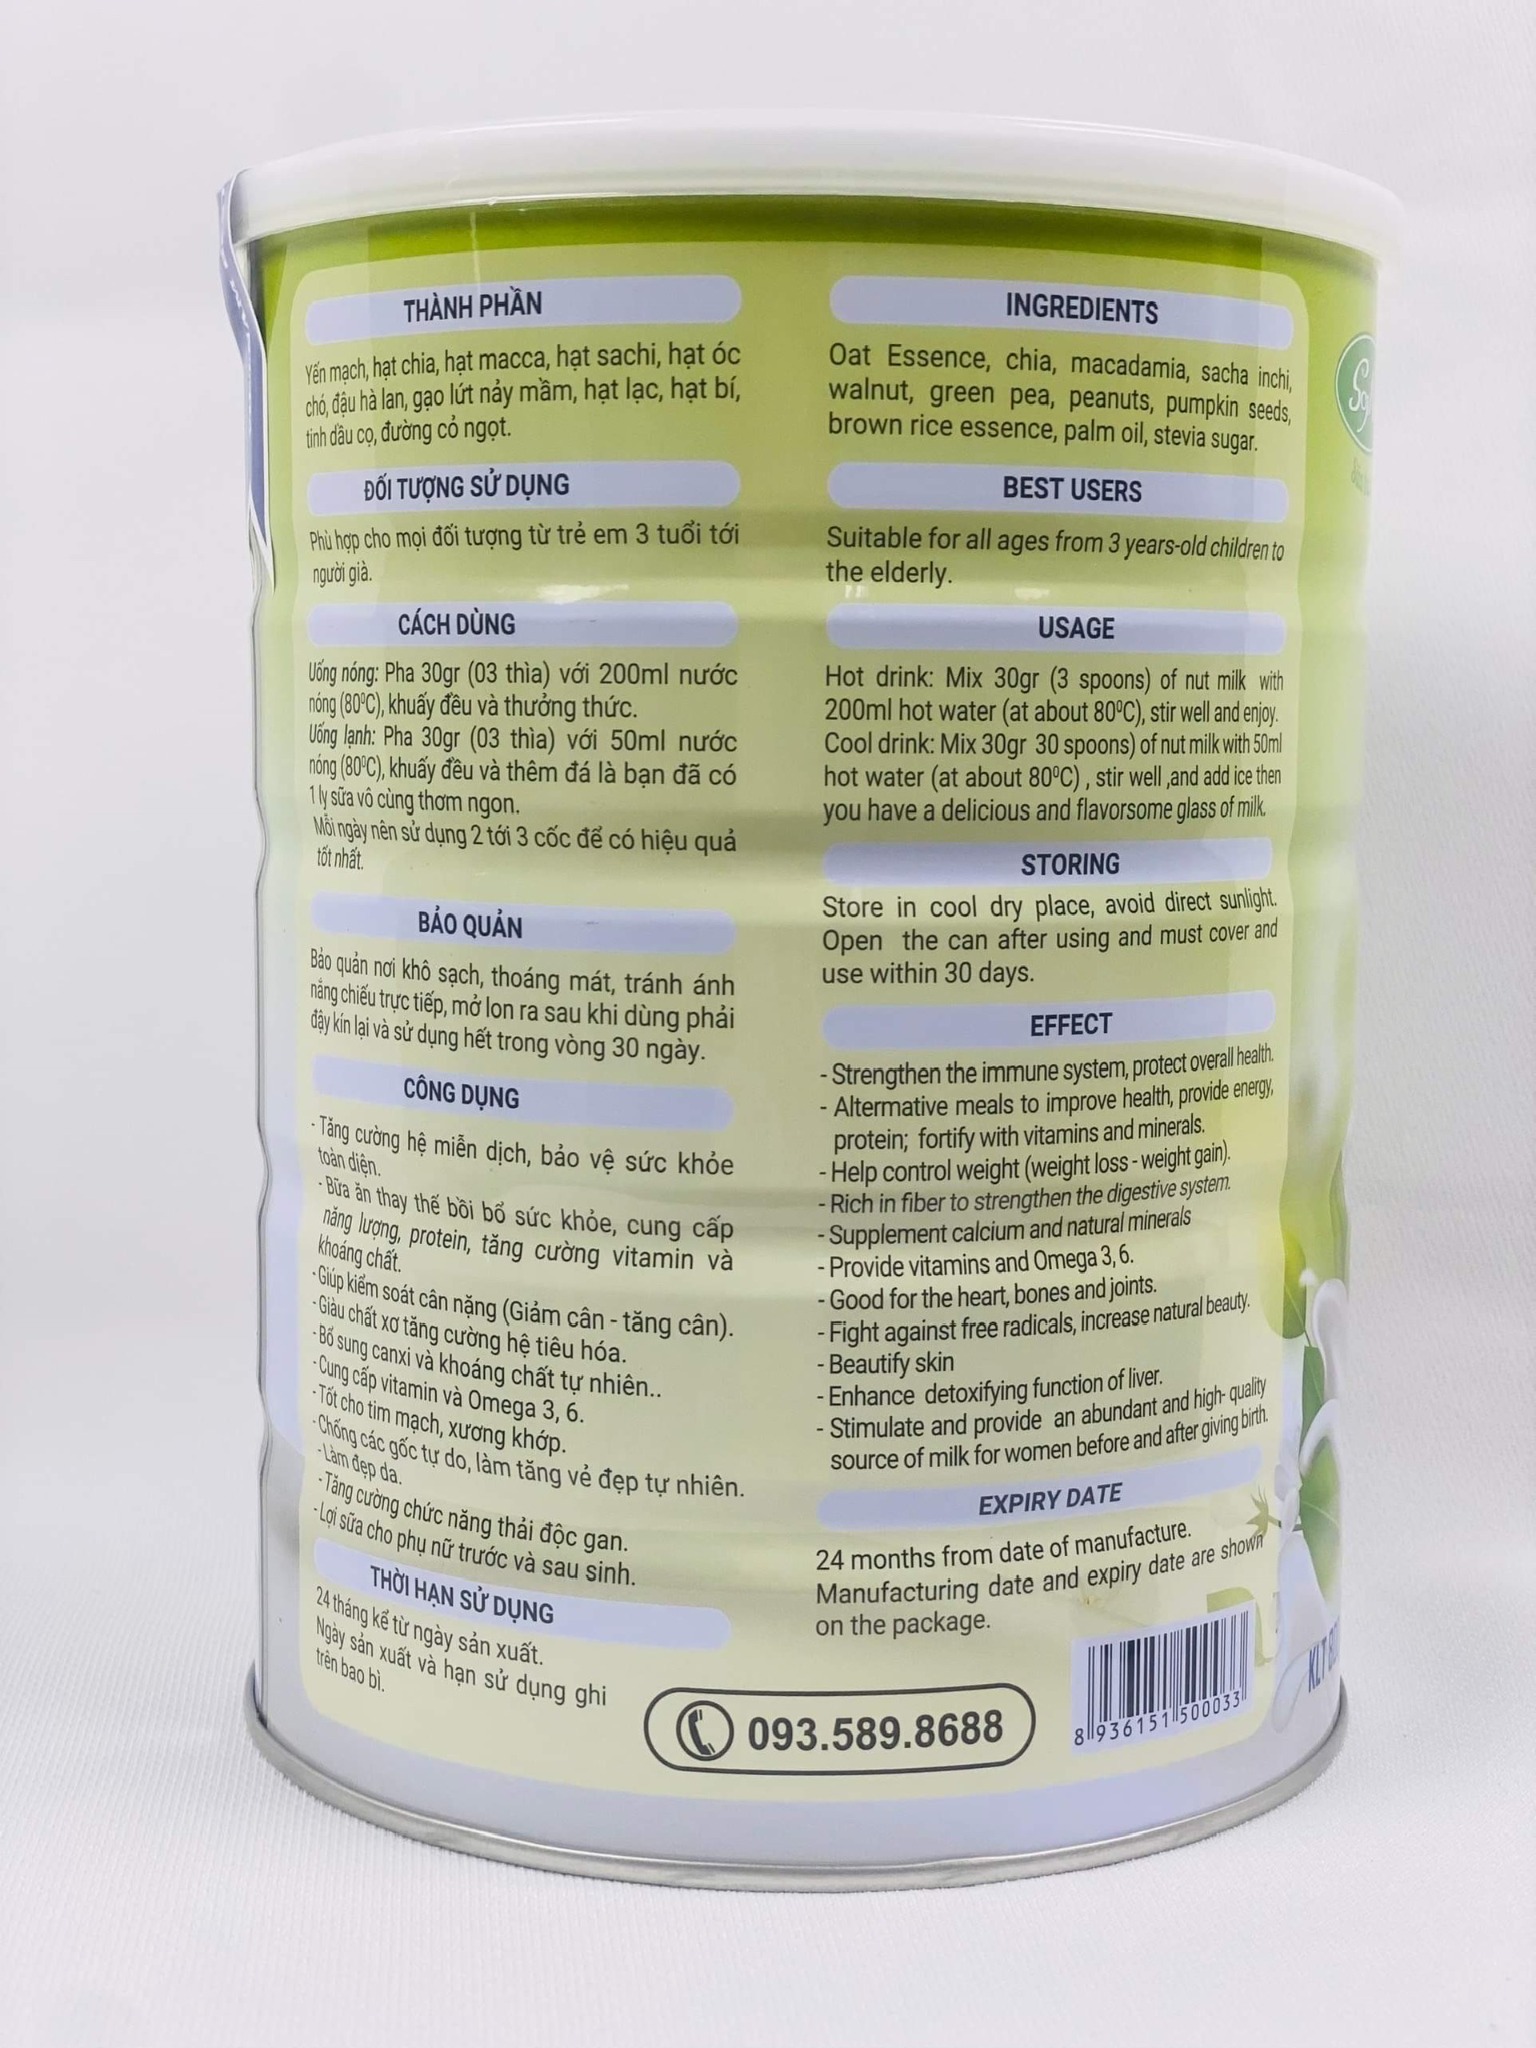 THÀNH PHẦN
Yến mạch, hạt chia, hạt macca, hạt sachi, hạt óc
chó, đậu hà lan, gạo lứt nảy mầm, hạt lạc, hạt bí,
tinh dầu cọ, đường cỏ ngọt.
ĐỐI TƯỢNG SỬ DỤNG
Phù hợp cho mọi đối tượng từ trẻ em 3 tuổi tới
người già.
CÁCH DÙNG
Uống nóng: Pha 30gr (03 thìa) với 200ml nước
nóng (80⁰C), khuấy đều và thưởng thức.
Uống lạnh: Pha 30gr (03 thìa) với 50ml nước
nóng (80⁰C), khuấy đều và thêm đá là bạn đã có
1 ly sữa vô cùng thơm ngon.
Mỗi ngày nên sử dụng 2 tới 3 cốc để có hiệu quả
tốt nhất.
BẢO QUẢN
Bảo quản nơi khô sạch, thoáng mát, tránh ánh
nắng chiếu trực tiếp, mở lon ra sau khi dùng phải
đậy kín lại và sử dụng hết trong vòng 30 ngày.
CÔNG DỤNG
- Tăng cường hệ miễn dịch, bảo vệ sức khỏe
toàn diện.
- Bữa ăn thay thế bồi bổ sức khỏe, cung cấp
năng lượng, protein, tăng cường vitamin và
khoáng chất.
- Giúp kiểm soát cân nặng (Giảm cân - tăng cân).
- Giàu chất xơ tăng cường hệ tiêu hóa.
- Bổ sung canxi và khoáng chất tự nhiên..
- Cung cấp vitamin và Omega 3, 6.
- Tốt cho tim mạch, xương khớp.
- Chống các gốc tự do, làm tăng vẻ đẹp tự nhiên.
- Làm đẹp da.
- Tăng cường chức năng thải độc gan.
- Lợi sữa cho phụ nữ trước và sau sinh.
THỜI HẠN SỬ DỤNG
24 tháng kể từ ngày sản xuất.
Ngày sản xuất và hạn sử dụng ghi
trên bao bì.
INGREDIENTS
Oat Essence, chia, macadamia, sacha inchi,
walnut, green pea, peanuts, pumpkin seeds,
brown rice essence, palm oil, stevia sugar.
BEST USERS
Suitable for all ages from 3 years-old children to
the elderly.
USAGE
Hot drink: Mix 30gr (3 spoons) of nut milk with
200ml hot water (at about 80⁰C), stir well and enjoy.
Cool drink: Mix 30gr 30 spoons) of nut milk with 50ml
hot water (at about 80⁰C) , stir well ,and add ice then
you have a delicious and flavorsome glass of milk.
STORING
Store in cool dry place, avoid direct sunlight.
Open the can after using and must cover and
use within 30 days.
EFFECT
- Strengthen the immune system, protect overall health.
- Altermative meals to improve health, provide energy,
protein; fortify with vitamins and minerals.
- Help control weight (weight loss - weight gain).
- Rich in fiber to strengthen the digestive system.
- Supplement calcium and natural minerals
- Provide vitamins and Omega 3, 6.
- Good for the heart, bones and joints.
- Fight against free radicals, increase natural beauty.
- Beautify skin
- Enhance detoxifying function of liver.
- Stimulate and provide an abundant and high- quality
source of milk for women before and after giving birth.
EXPIRY DATE
24 months from date of manufacture.
Manufacturing date and expiry date are shown
on the package.
093.589.8688
8 936151 500033
KLT